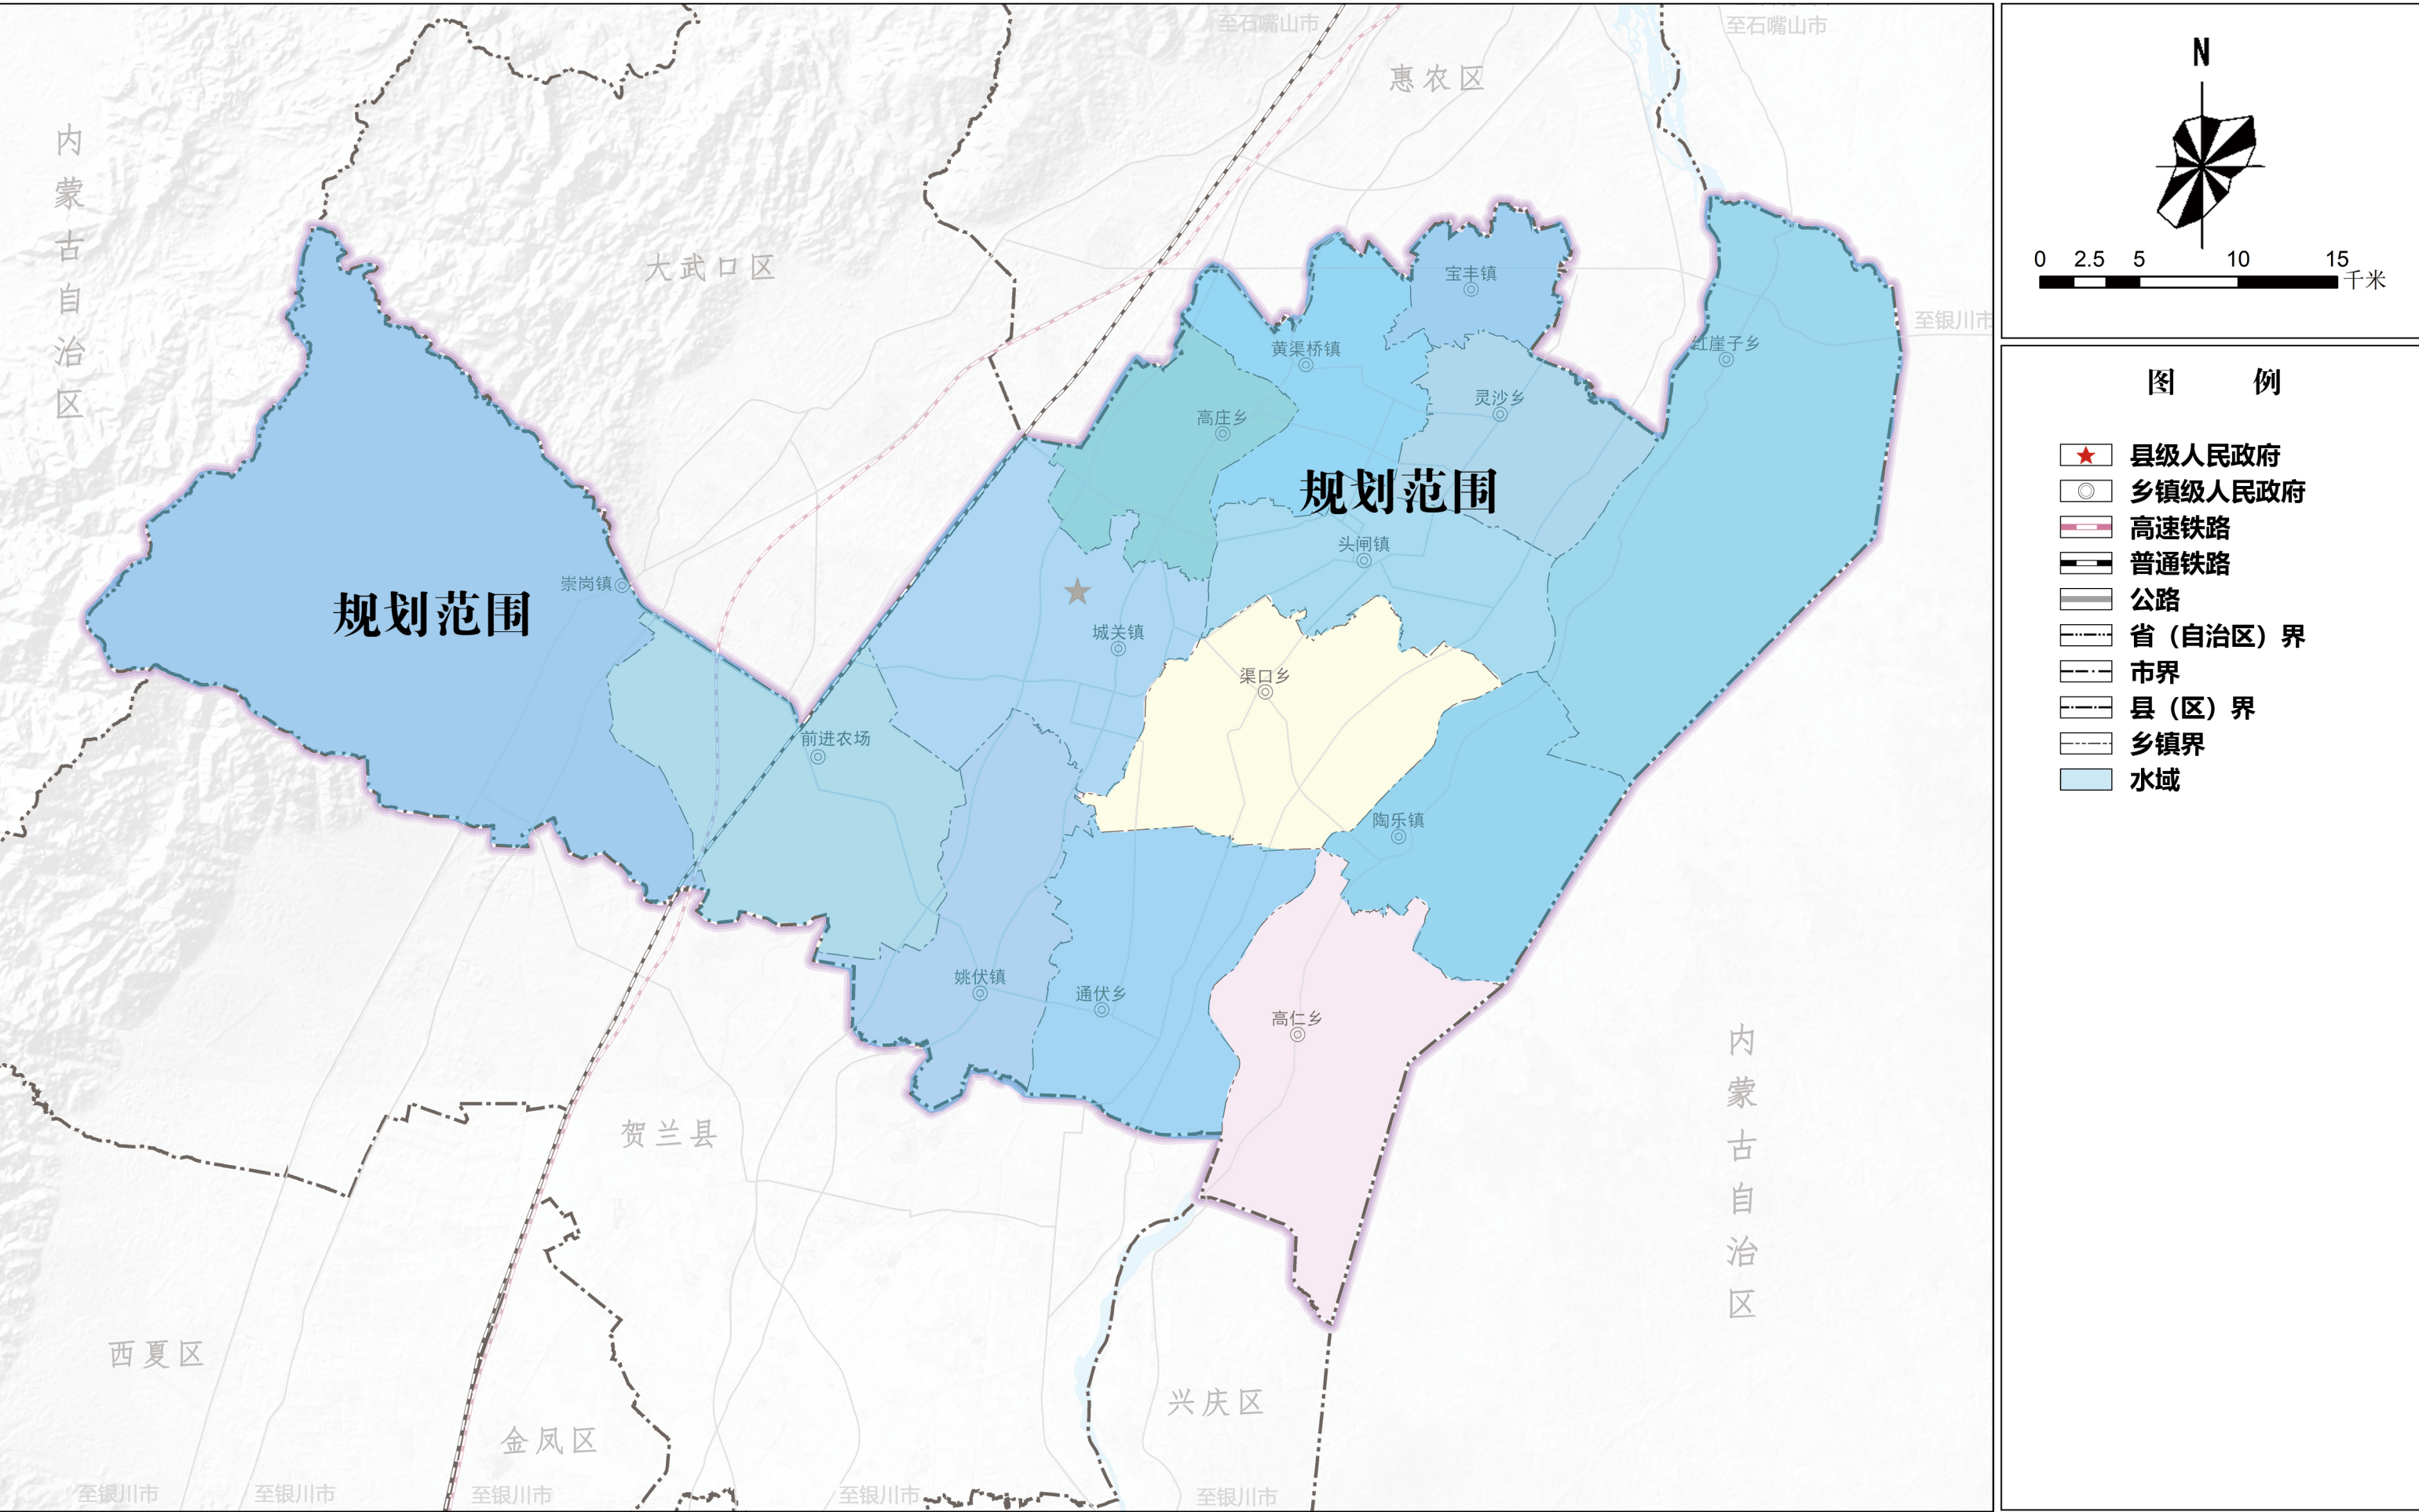 至石嘴山市
至石嘴山市
惠农区
内蒙古自治区
大武口区
宝丰镇
至银川市
黄渠桥镇
红崖子乡
灵沙乡
高庄乡
规划范围
头闸镇
崇岗镇
规划范围
城关镇
渠口乡
前进农场
陶乐镇
姚伏镇
通伏乡
高仁乡
内蒙古自治区
贺兰县
西夏区
兴庆区
金凤区
至银川市
至银川市
至银川市
至银川市
至银川市
N
0 2.5 5 10 15
千米
图 例
县级人民政府
乡镇级人民政府
高速铁路
普通铁路
公路
省（自治区）界
市界
县（区）界
乡镇界
水域